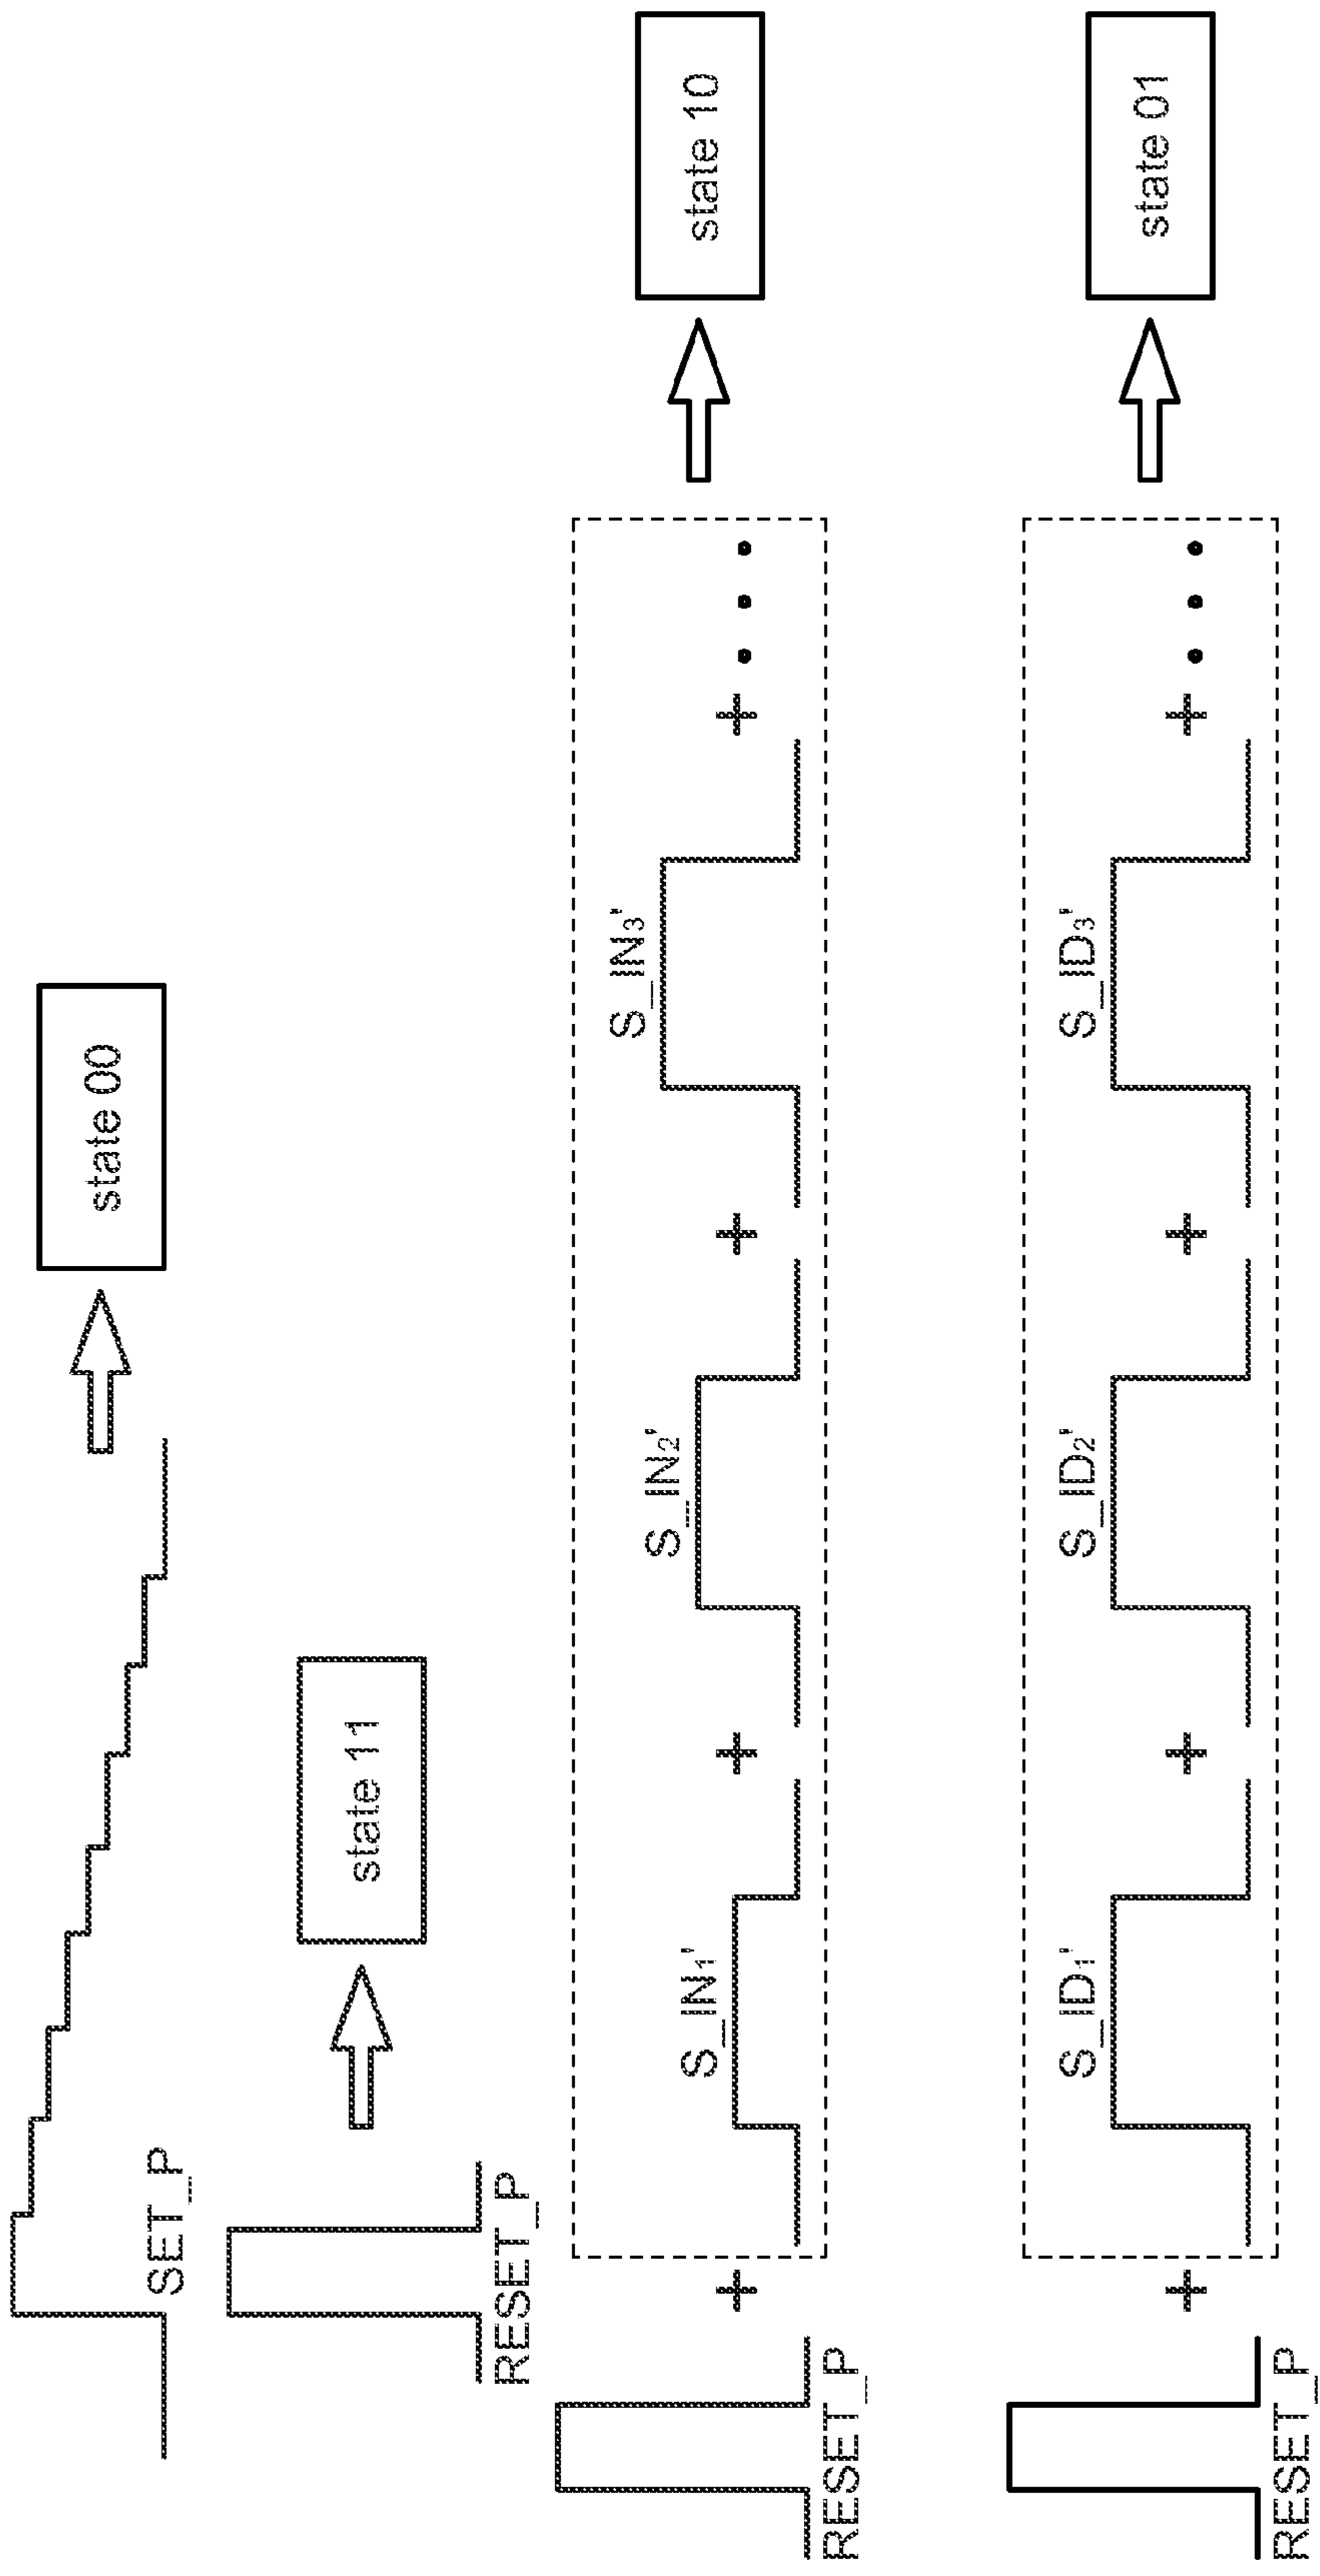 SET_P
state 00
RESET_P
state 11
RESET_P
+
S_IN₁'
+
S_IN₂'
+
S_IN₃'
+
state 10
RESET_P
+
S_ID₁'
+
S_ID₂'
+
S_ID₃'
+
state 01